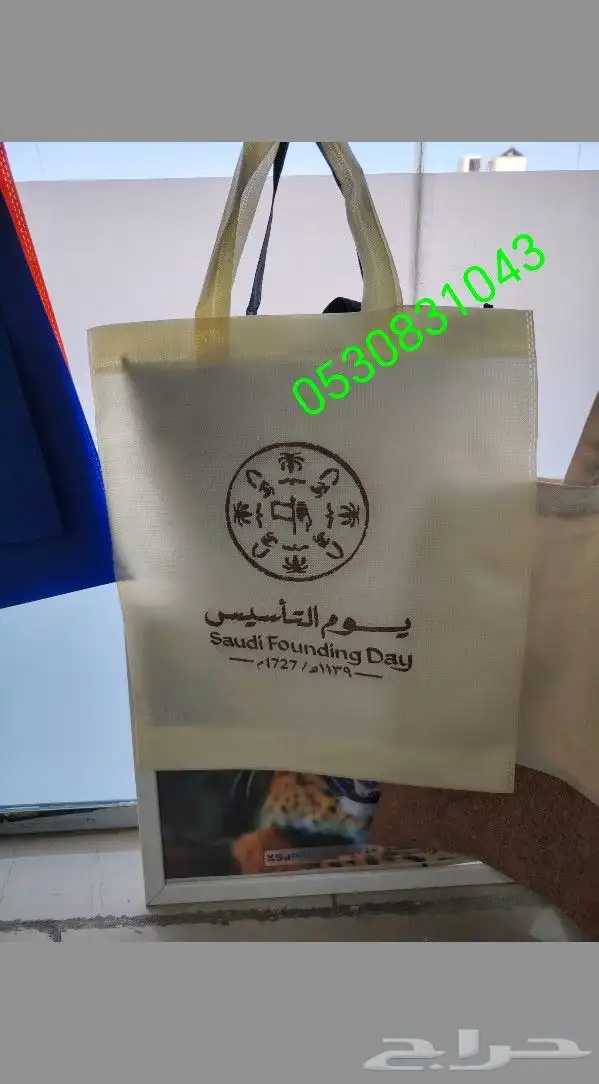 0530831043
يوم التأسيس
Saudi Founding Day
١١٣٩هـ/ 1727م
حراج